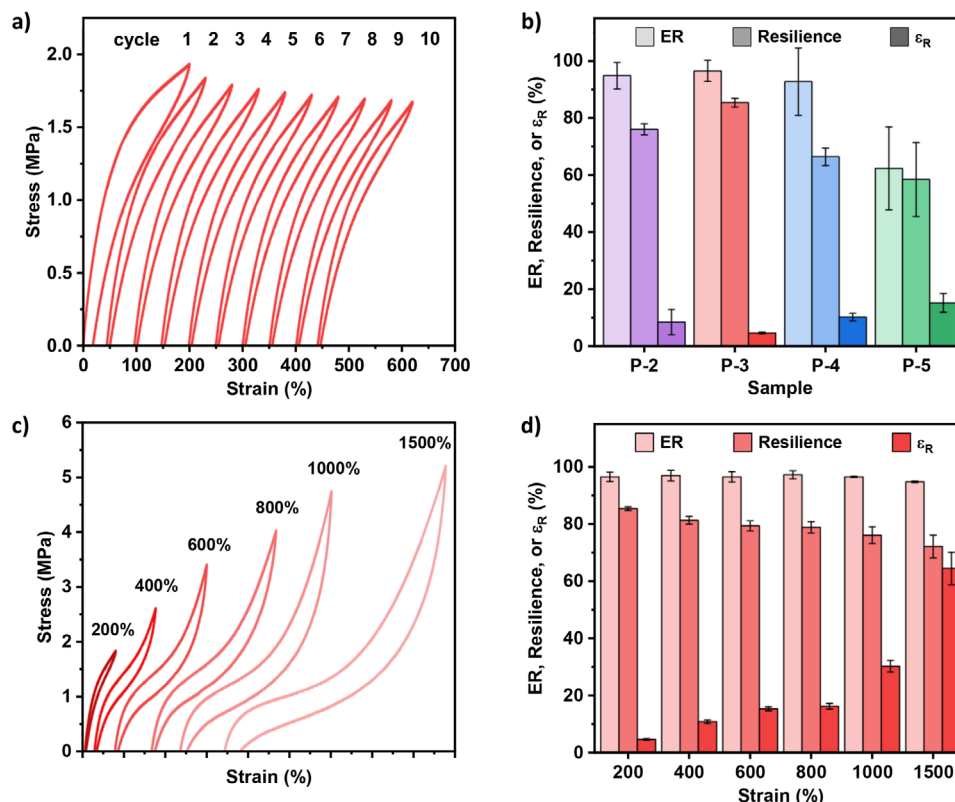 a)
cycle 1 2 3 4 5 6 7 8 9 10
Stress (MPa)
2.0
1.5
1.0
0.5
0.0
0 100 200 300 400 500 600 700
Strain (%)
b)
ER Resilience εR
ER, Resilience, or εR (%)
100
80
60
40
20
0
P-2 P-3 P-4 P-5
Sample
c)
Stress (MPa)
6
5
4
3
2
1
0
200%
400%
600%
800%
1000%
1500%
Strain (%)
d)
ER Resilience εR
ER, Resilience, or εR (%)
100
80
60
40
20
0
200 400 600 800 1000 1500
Strain (%)